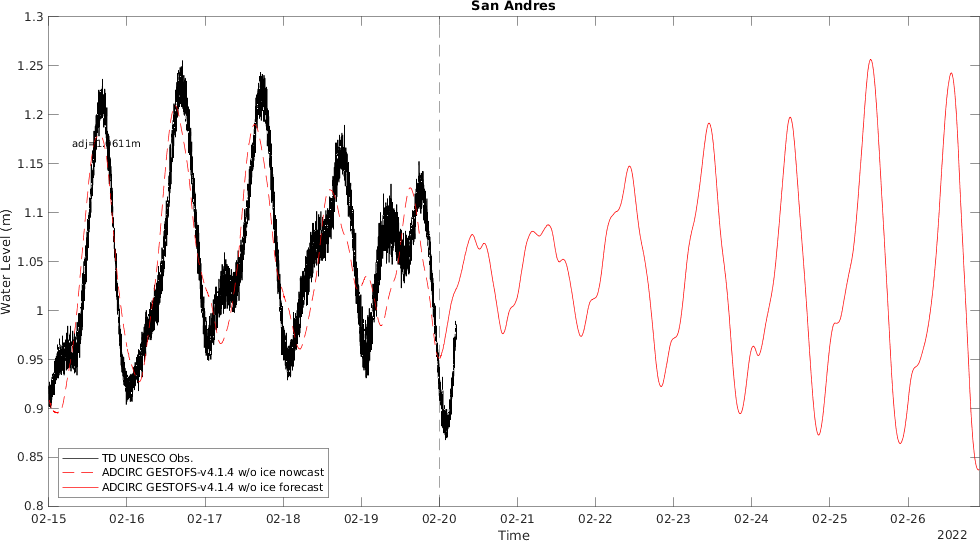 San Andres
1.3
1.25
1.2
1.15
1.1
1.05
1
0.95
0.9
0.85
0.8
Water Level (m)
adj=1.0611m
TD UNESCO Obs.
ADCIRC GESTOFS-v4.1.4 w/o ice nowcast
ADCIRC GESTOFS-v4.1.4 w/o ice forecast
02-15 02-16 02-17 02-18 02-19 02-20 02-21 02-22 02-23 02-24 02-25 02-26
Time
2022